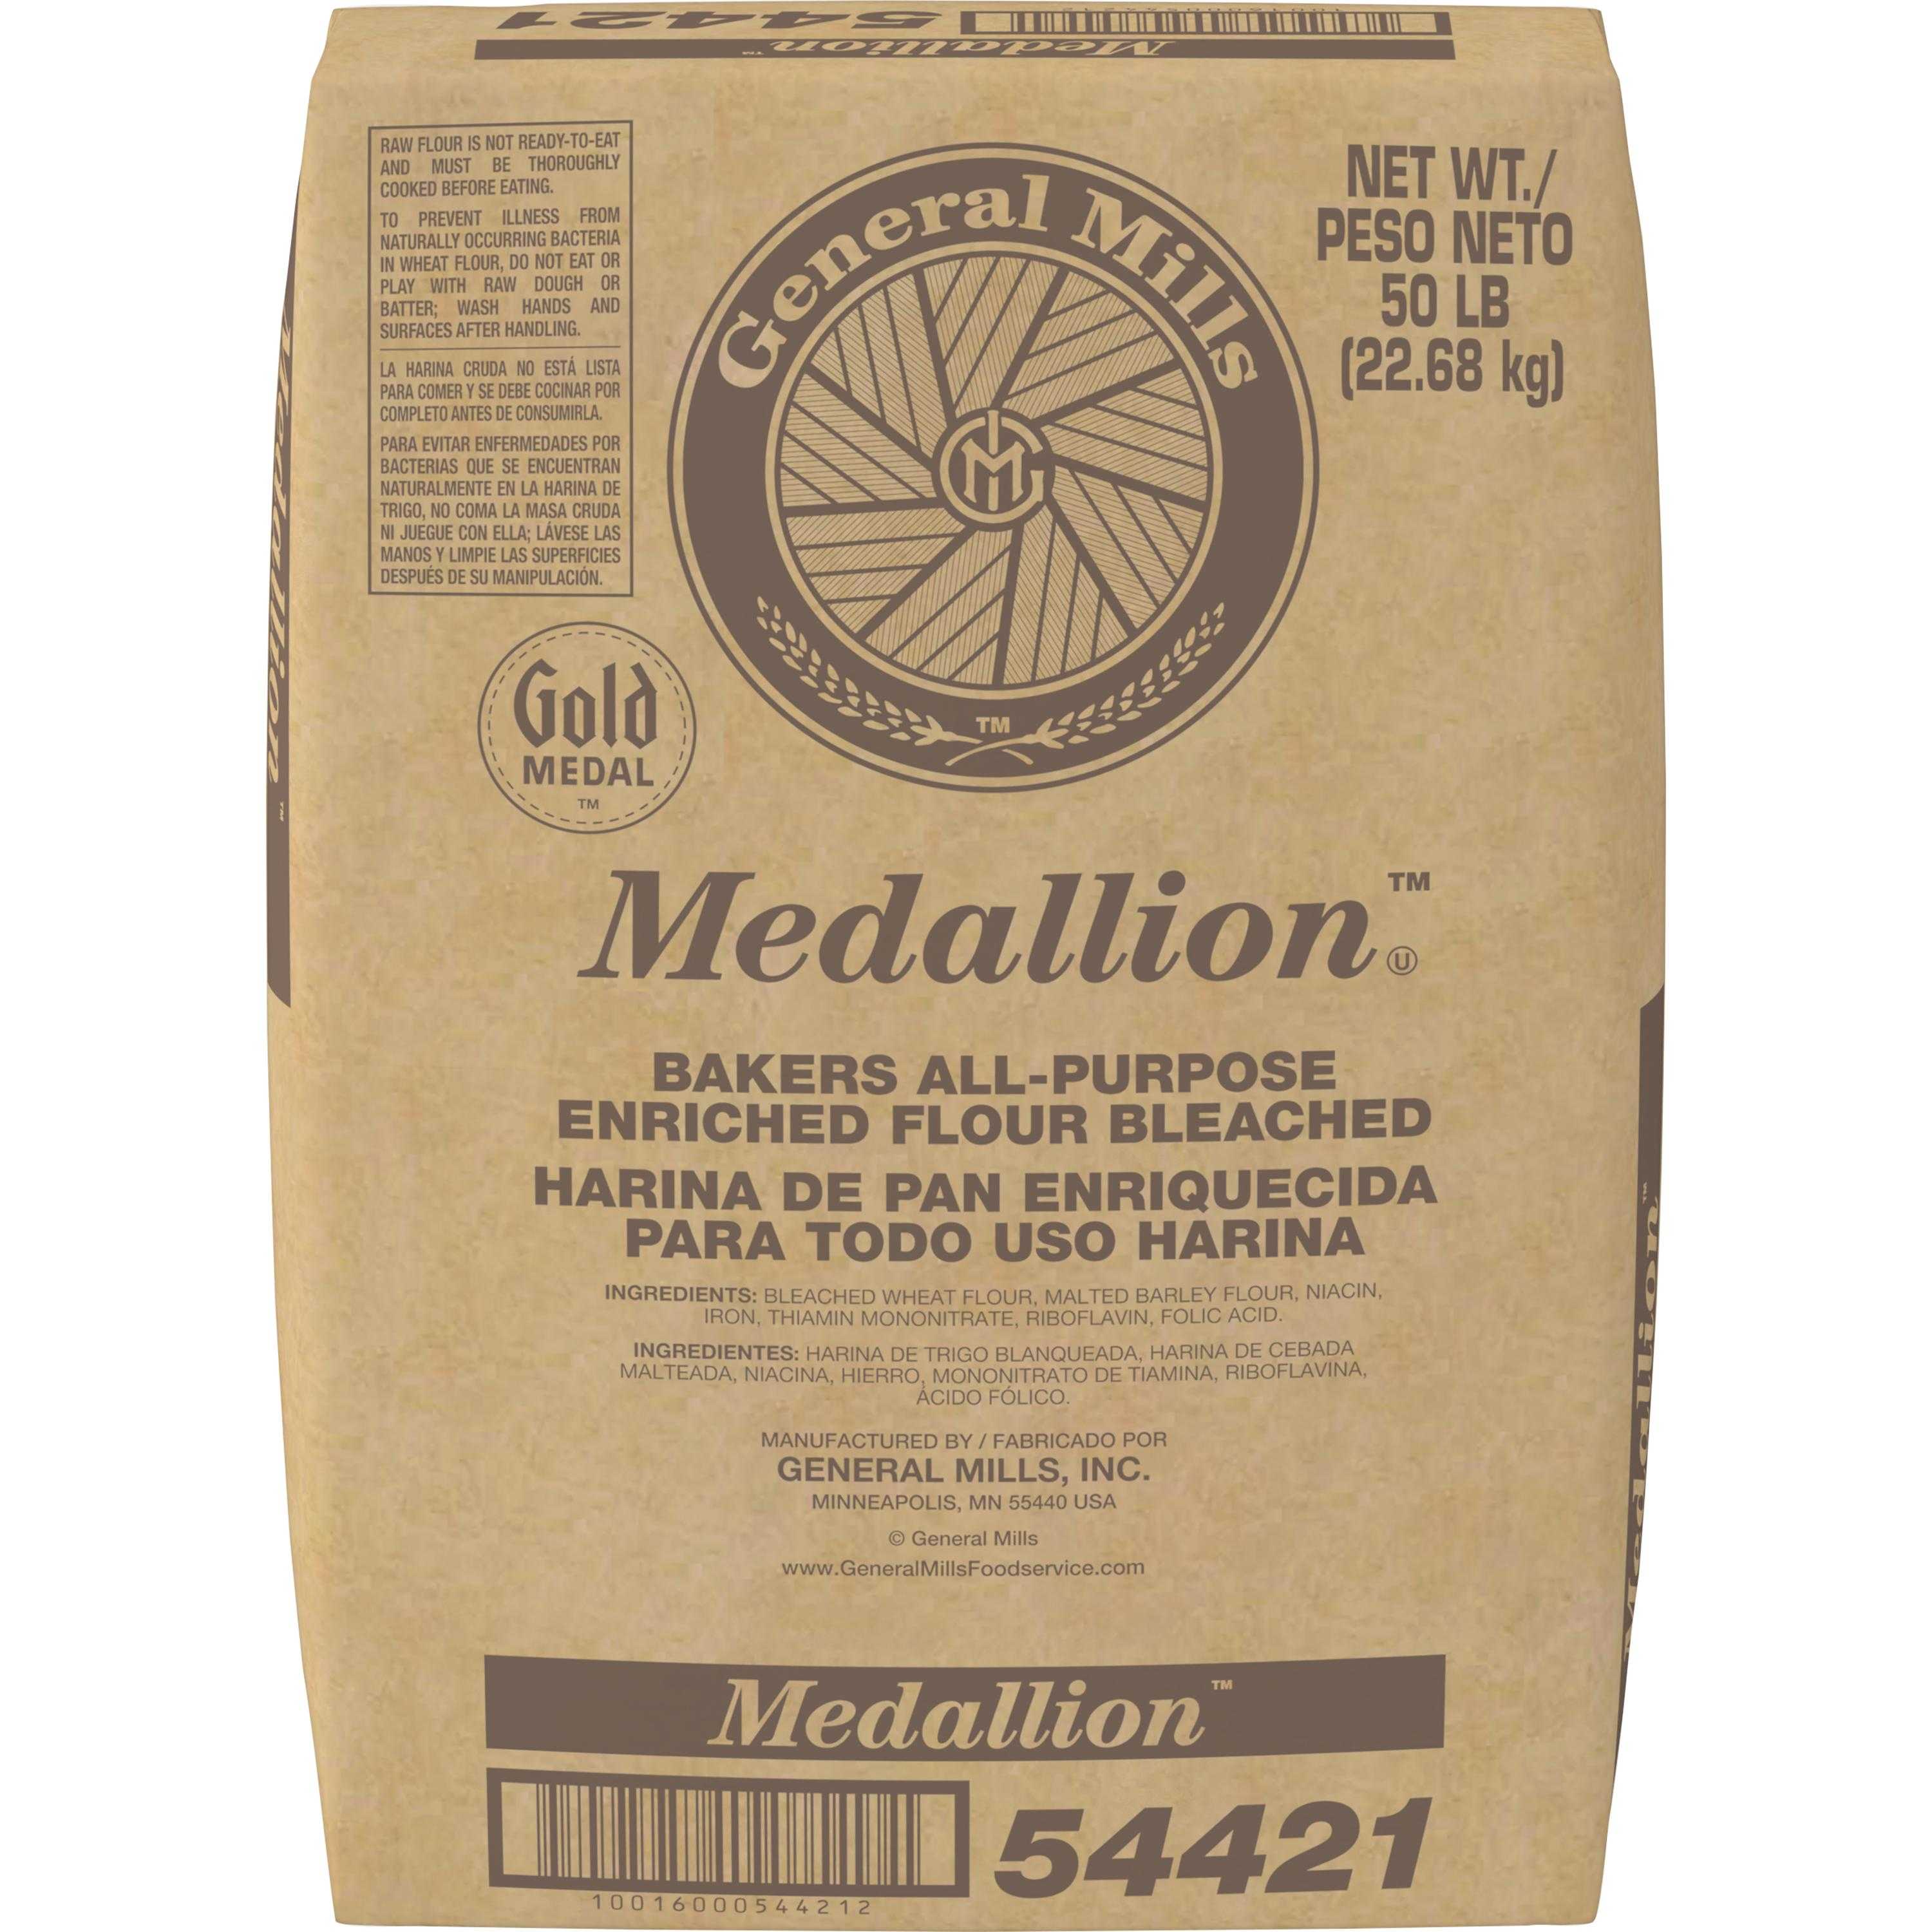 54421
10016000544212
Medallion™
RAW FLOUR IS NOT READY-TO-EAT
AND MUST BE THOROUGHLY
COOKED BEFORE EATING.
TO PREVENT ILLNESS FROM
NATURALLY OCCURRING BACTERIA
IN WHEAT FLOUR, DO NOT EAT OR
PLAY WITH RAW DOUGH OR
BATTER; WASH HANDS AND
SURFACES AFTER HANDLING.
LA HARINA CRUDA NO ESTÁ LISTA
PARA COMER Y SE DEBE COCINAR POR
COMPLETO ANTES DE CONSUMIRLA.
PARA EVITAR ENFERMEDADES POR
BACTERIAS QUE SE ENCUENTRAN
NATURALMENTE EN LA HARINA DE
TRIGO, NO COMA LA MASA CRUDA
NI JUEGUE CON ELLA; LÁVESE LAS
MANOS Y LIMPIE LAS SUPERFICIES
DESPUÉS DE SU MANIPULACIÓN.
General Mills
GM
TM
NET WT./
PESO NETO
50 LB
(22.68 kg)
Medallion™
Gold
MEDAL
TM
Medallion™ Ⓤ
BAKERS ALL-PURPOSE
ENRICHED FLOUR BLEACHED
HARINA DE PAN ENRIQUECIDA
PARA TODO USO HARINA
INGREDIENTS: BLEACHED WHEAT FLOUR, MALTED BARLEY FLOUR, NIACIN,
IRON, THIAMIN MONONITRATE, RIBOFLAVIN, FOLIC ACID.
INGREDIENTES: HARINA DE TRIGO BLANQUEADA, HARINA DE CEBADA
MALTEADA, NIACINA, HIERRO, MONONITRATO DE TIAMINA, RIBOFLAVINA,
ÁCIDO FÓLICO.
MANUFACTURED BY / FABRICADO POR
GENERAL MILLS, INC.
MINNEAPOLIS, MN 55440 USA
© General Mills
www.GeneralMillsFoodservice.com
Medallion™
Medallion™
54421
10016000544212